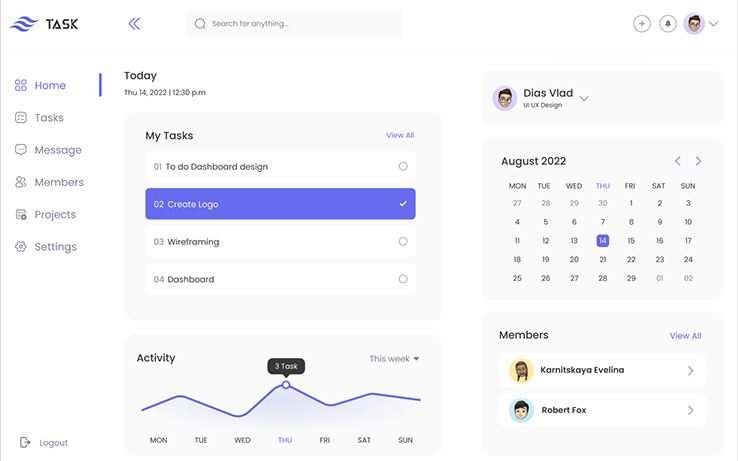 TASK
Search for anything...
Home
Tasks
Message
Members
Projects
Settings
Logout
Today
Thu 14, 2022 | 12:30 p.m
My Tasks
View All
01 To do Dashboard design
02 Create Logo
03 Wireframing
04 Dashboard
Activity
This week
3 Task
MON TUE WED THU FRI SAT SUN
Dias Vlad
UI UX Design
August 2022
MON TUE WED THU FRI SAT SUN
27 28 29 30 1 2 3
4 5 6 7 8 9 10
11 12 13 14 15 16 17
18 19 20 21 22 23 24
25 26 27 28 29 01 02
Members
View All
Karnitskaya Evelina
Robert Fox